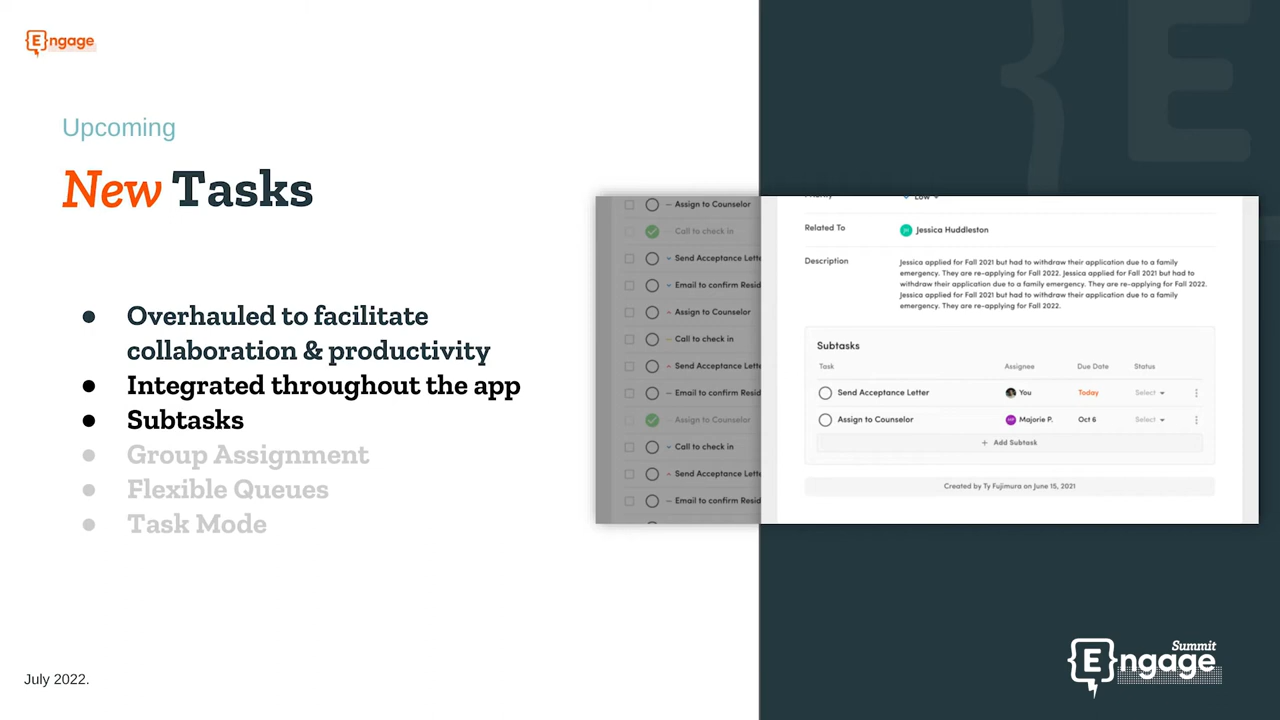 {E}ngage
Upcoming
New Tasks
● Overhauled to facilitate
collaboration & productivity
● Integrated throughout the app
● Subtasks
● Group Assignment
● Flexible Queues
● Task Mode
July 2022.
Assign to Counselor
Call to check in
Send Acceptance Lette
Email to confirm Resid
Assign to Counselor
Call to check in
Send Acceptance Lette
Email to confirm Resid
Assign to Counselor
Call to check in
Send Acceptance Lette
Email to confirm Resid
Priority Low
Related To Jessica Huddleston
Description Jessica applied for Fall 2021 but had to withdraw their application due to a family
emergency. They are re-applying for Fall 2022. Jessica applied for Fall 2021 but had to
withdraw their application due to a family emergency. They are re-applying for Fall 2022.
Jessica applied for Fall 2021 but had to withdraw their application due to a family
emergency. They are re-applying for Fall 2022.
Subtasks
Task Assignee Due Date Status
Send Acceptance Letter You Today Select
Assign to Counselor Majorie P. Oct 6 Select
+ Add Subtask
Created by Ty Fujimura on June 15, 2021
{E
Summit
{E}ngage